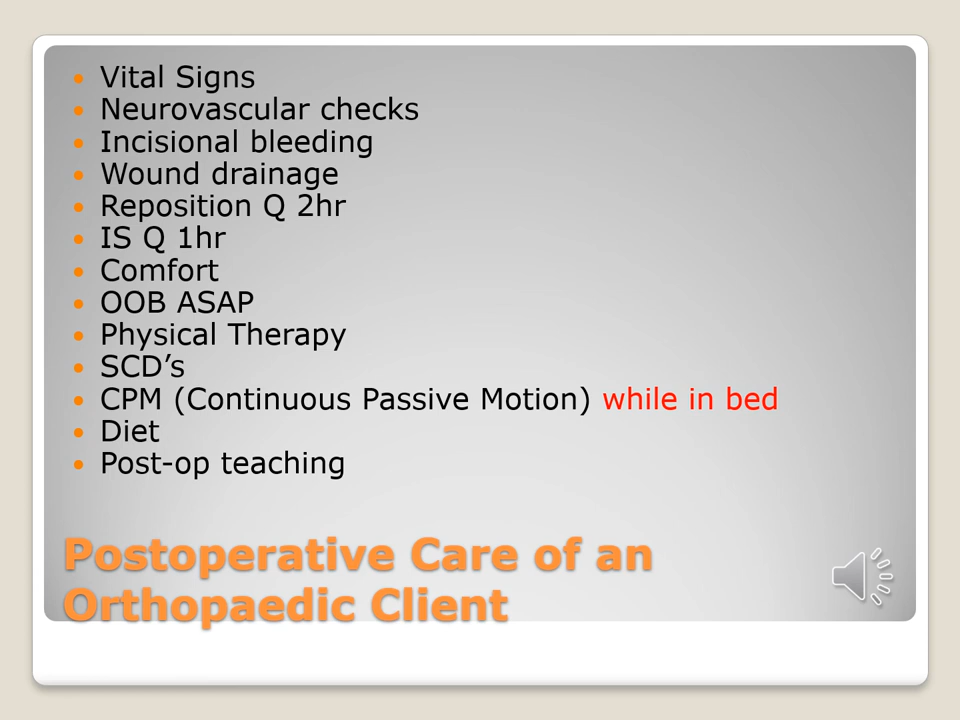 Vital Signs
Neurovascular checks
Incisional bleeding
Wound drainage
Reposition Q 2hr
IS Q 1hr
Comfort
OOB ASAP
Physical Therapy
SCD’s
CPM (Continuous Passive Motion) while in bed
Diet
Post-op teaching
Postoperative Care of an
Orthopaedic Client